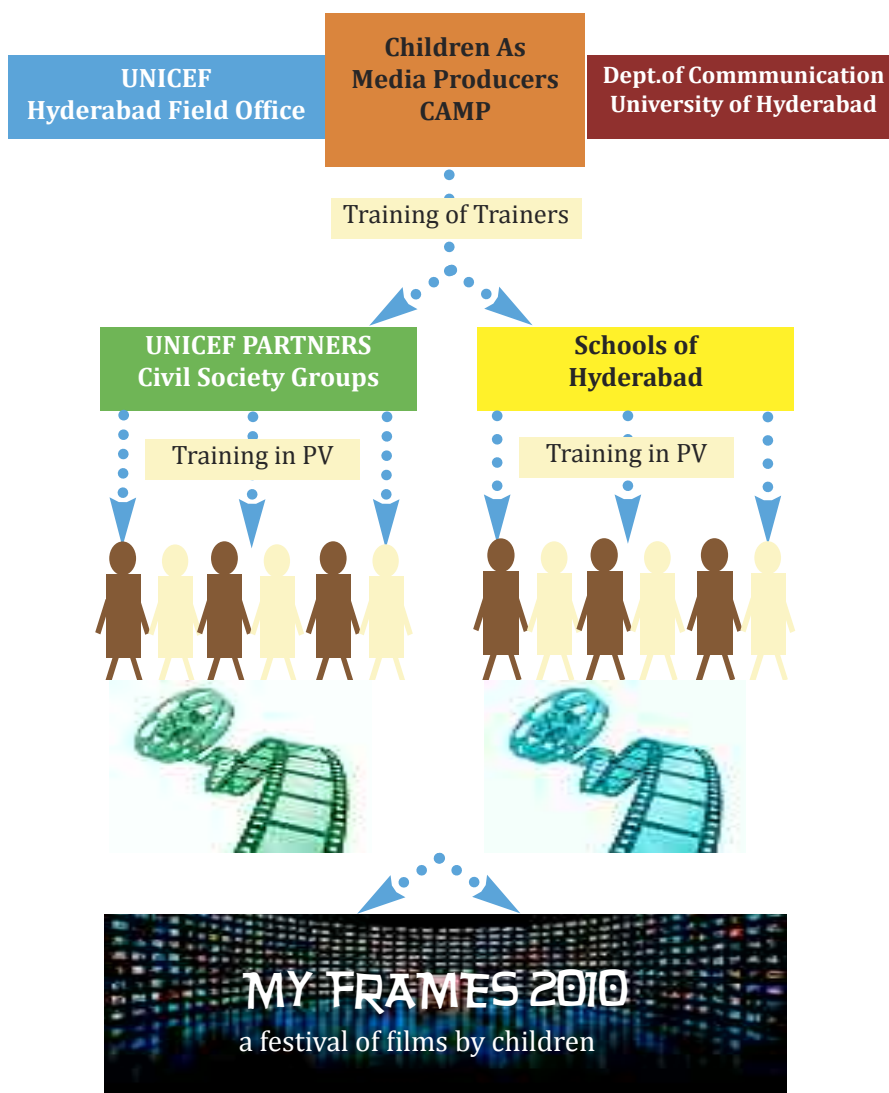 UNICEF
Hyderabad Field Office
Children As
Media Producers
CAMP
Dept.of Commmunication
University of Hyderabad
Training of Trainers
UNICEF PARTNERS
Civil Society Groups
Schools of
Hyderabad
Training in PV
Training in PV
MY FRAMES 2010
a festival of films by children